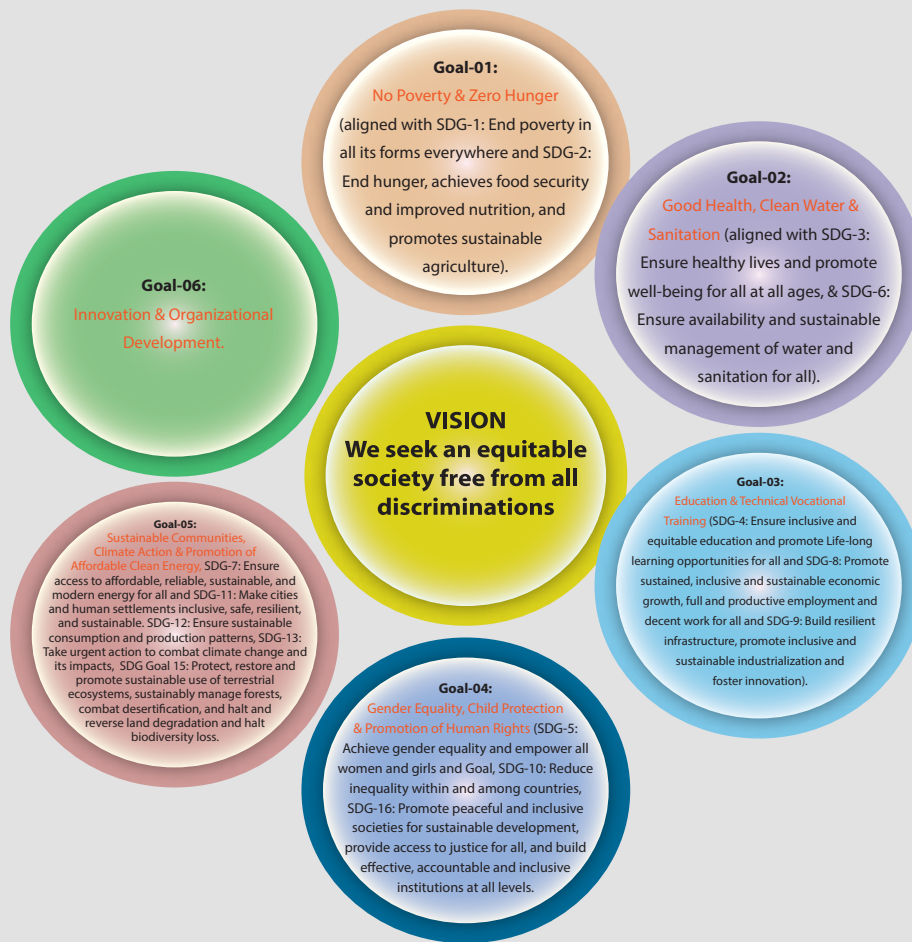 Goal-01:
No Poverty & Zero Hunger
(aligned with SDG-1: End poverty in
all its forms everywhere and SDG-2:
End hunger, achieves food security
and improved nutrition, and
promotes sustainable
agriculture).
Goal-02:
Good Health, Clean Water &
Sanitation (aligned with SDG-3:
Ensure healthy lives and promote
well-being for all at all ages, & SDG-6:
Ensure availability and sustainable
management of water and
sanitation for all).
Goal-06:
Innovation & Organizational
Development.
VISION
We seek an equitable
society free from all
discriminations
Goal-03:
Education & Technical Vocational
Training (SDG-4: Ensure inclusive and
equitable education and promote Life-long
learning opportunities for all and SDG-8: Promote
sustained, inclusive and sustainable economic
growth, full and productive employment and
decent work for all and SDG-9: Build resilient
infrastructure, promote inclusive and
sustainable industrialization and
foster innovation).
Goal-05:
Sustainable Communities,
Climate Action & Promotion of
Affordable Clean Energy, SDG-7: Ensure
access to affordable, reliable, sustainable, and
modern energy for all and SDG-11: Make cities
and human settlements inclusive, safe, resilient,
and sustainable. SDG-12: Ensure sustainable
consumption and production patterns, SDG-13:
Take urgent action to combat climate change and
its impacts, SDG Goal 15: Protect, restore and
promote sustainable use of terrestrial
ecosystems, sustainably manage forests,
combat desertification, and halt and
reverse land degradation and halt
biodiversity loss.
Goal-04:
Gender Equality, Child Protection
& Promotion of Human Rights (SDG-5:
Achieve gender equality and empower all
women and girls and Goal, SDG-10: Reduce
inequality within and among countries,
SDG-16: Promote peaceful and inclusive
societies for sustainable development,
provide access to justice for all, and build
effective, accountable and inclusive
institutions at all levels.